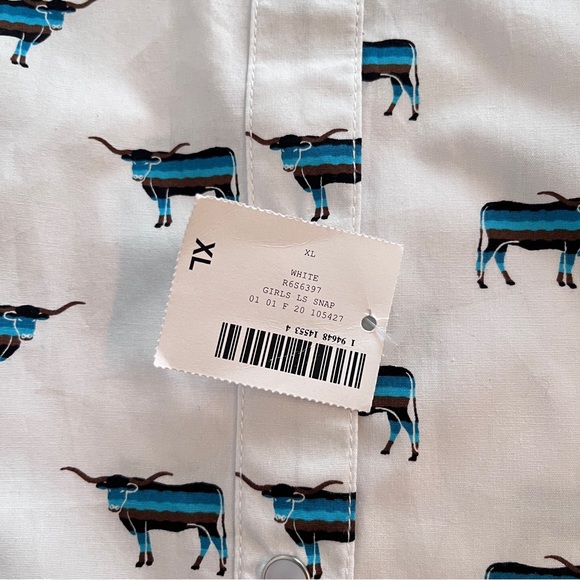 XL
XL
WHITE
R6S6397
GIRLS LS SNAP
01 01 F 20 105427
1 94648 14553 4